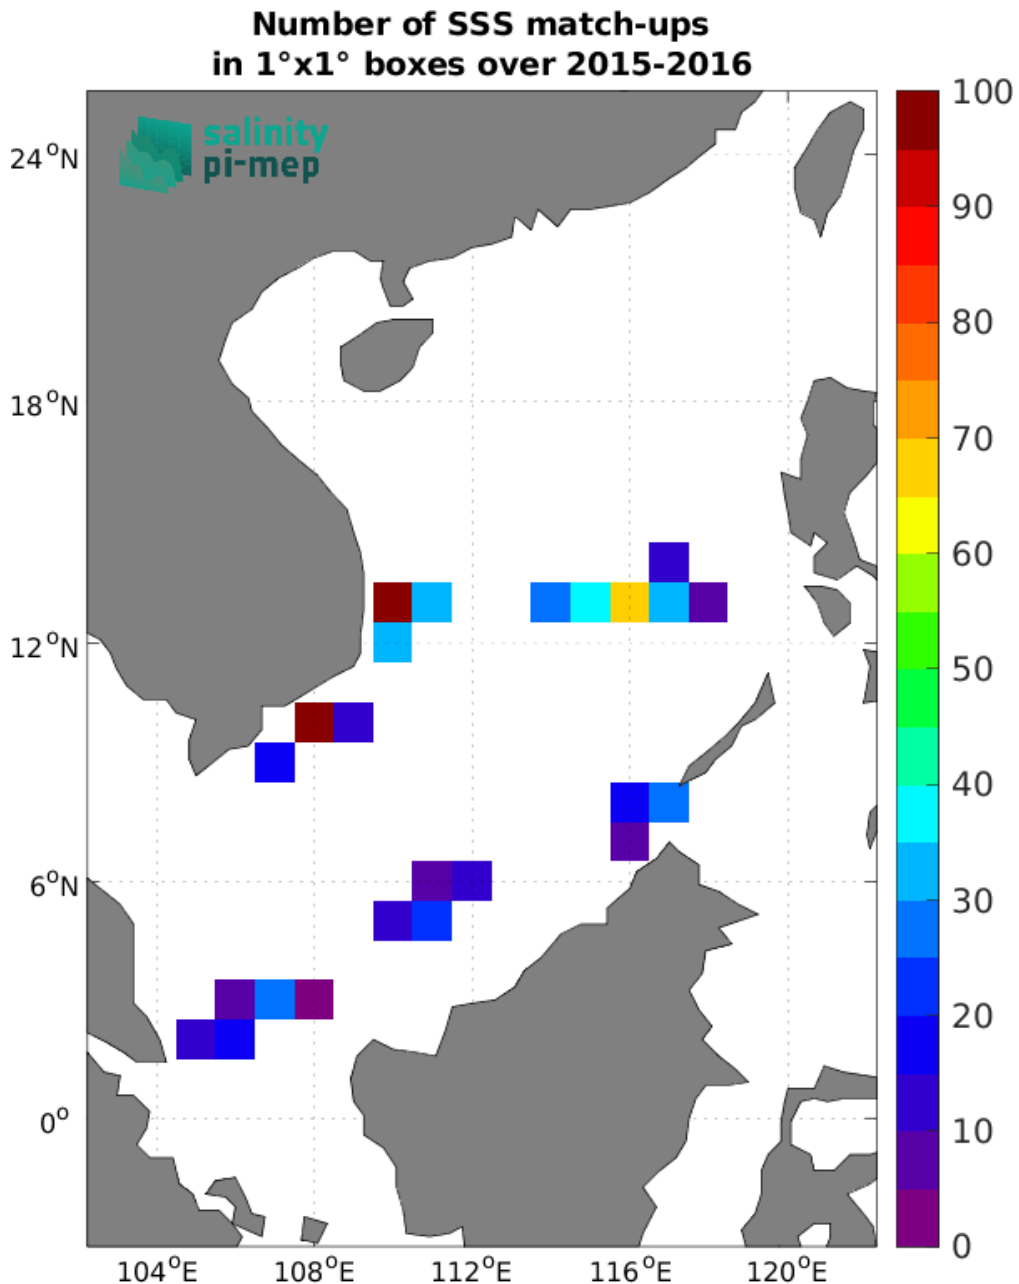 Number of SSS match-ups
in 1°x1° boxes over 2015-2016
salinity
pi-mep
24°N
18°N
12°N
6°N
0°
104°E 108°E 112°E 116°E 120°E
100
90
80
70
60
50
40
30
20
10
0